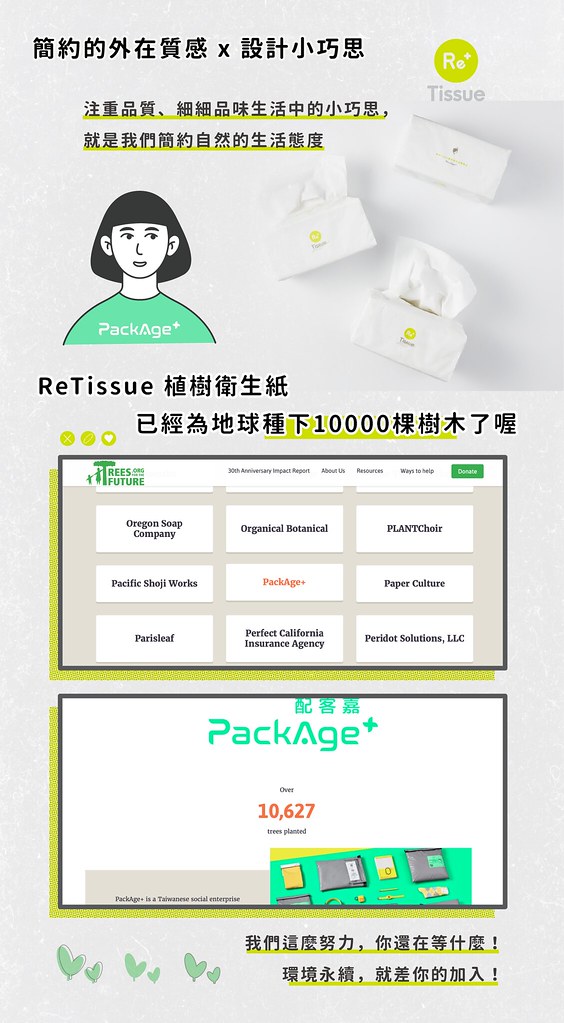 簡約的外在質感 x 設計小巧思
Re+
Tissue
注重品質、細細品味生活中的小巧思，
就是我們簡約自然的生活態度
Re+
Tissue
Re+
Tissue
PackAge+
ReTissue 植樹衛生紙
已經為地球種下10000棵樹木了喔
TREES.ORG
FOR THE
FUTURE
30th Anniversary Impact Report
About Us
Resources
Ways to help
Donate
Oregon Soap
Company
Organical Botanical
PLANTChoir
Pacific Shoji Works
PackAge+
Paper Culture
Parisleaf
Perfect California
Insurance Agency
Peridot Solutions, LLC
配客嘉
PackAge+
Over
10,627
trees planted
PackAge+ is a Taiwanese social enterprise
我們這麼努力，你還在等什麼！
環境永續，就差你的加入！